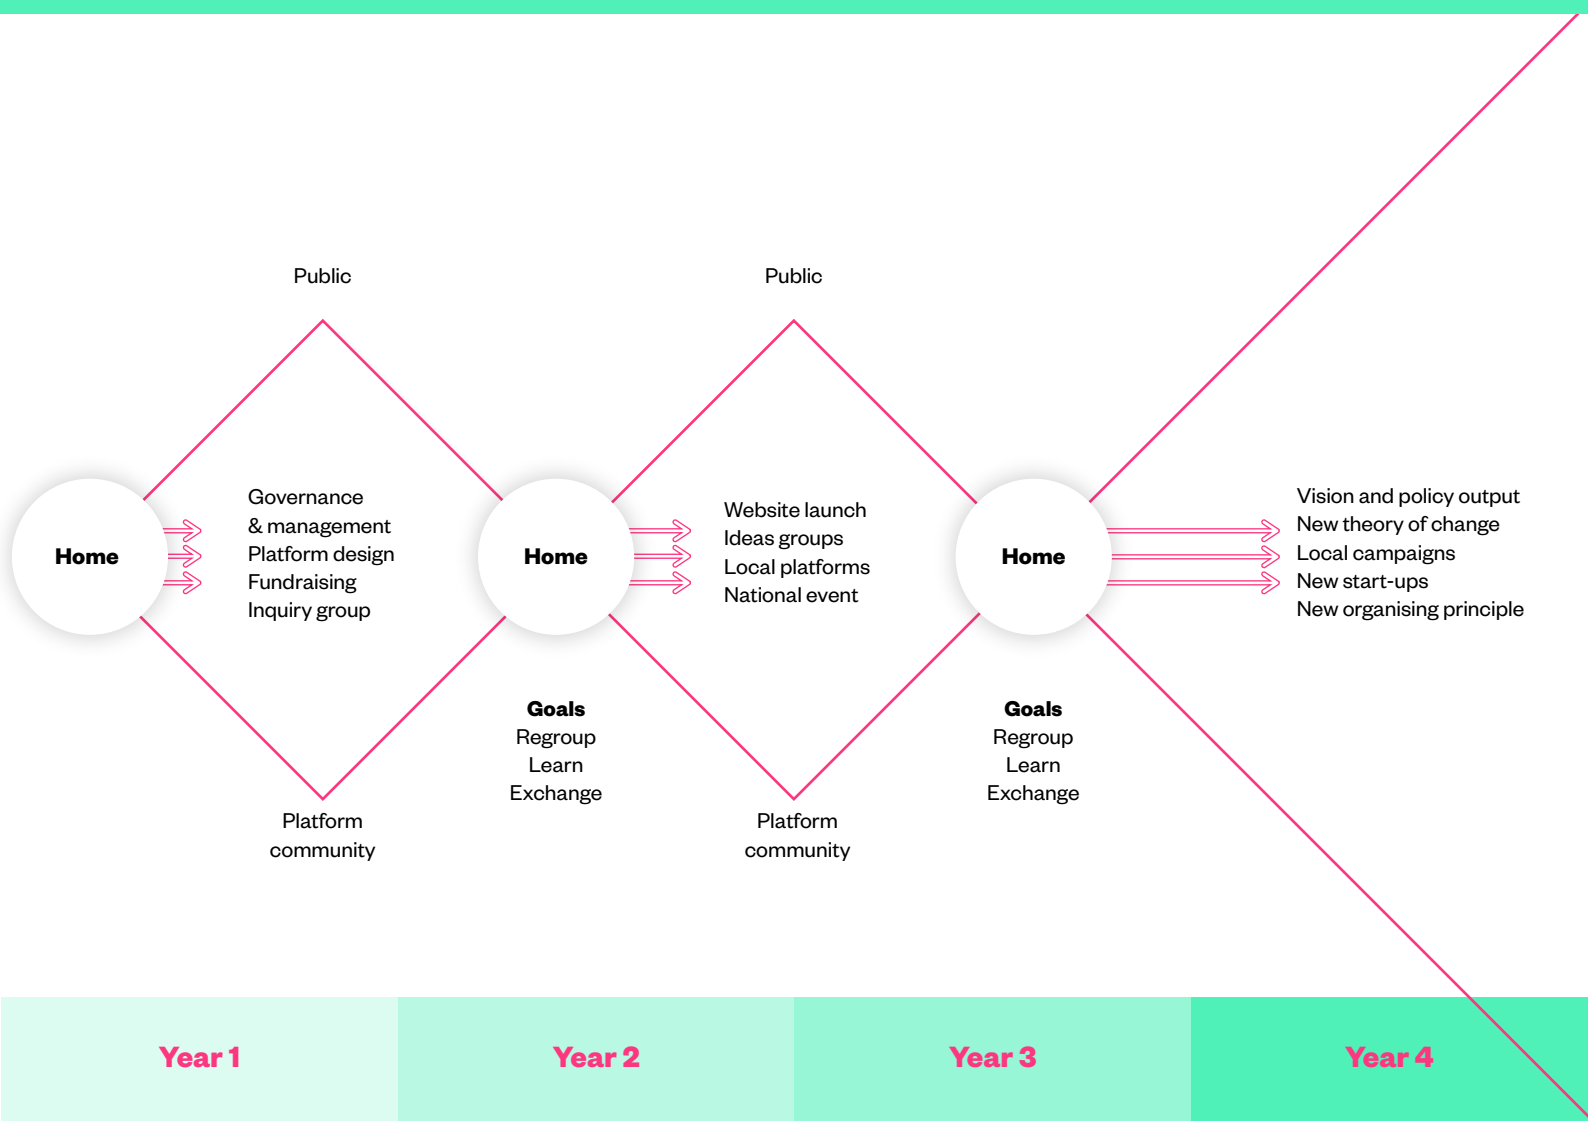 Public
Public
Home
Governance
& management
Platform design
Fundraising
Inquiry group
Home
Website launch
Ideas groups
Local platforms
National event
Home
Vision and policy output
New theory of change
Local campaigns
New start-ups
New organising principle
Goals
Regroup
Learn
Exchange
Goals
Regroup
Learn
Exchange
Platform
community
Platform
community
Year 1
Year 2
Year 3
Year 4